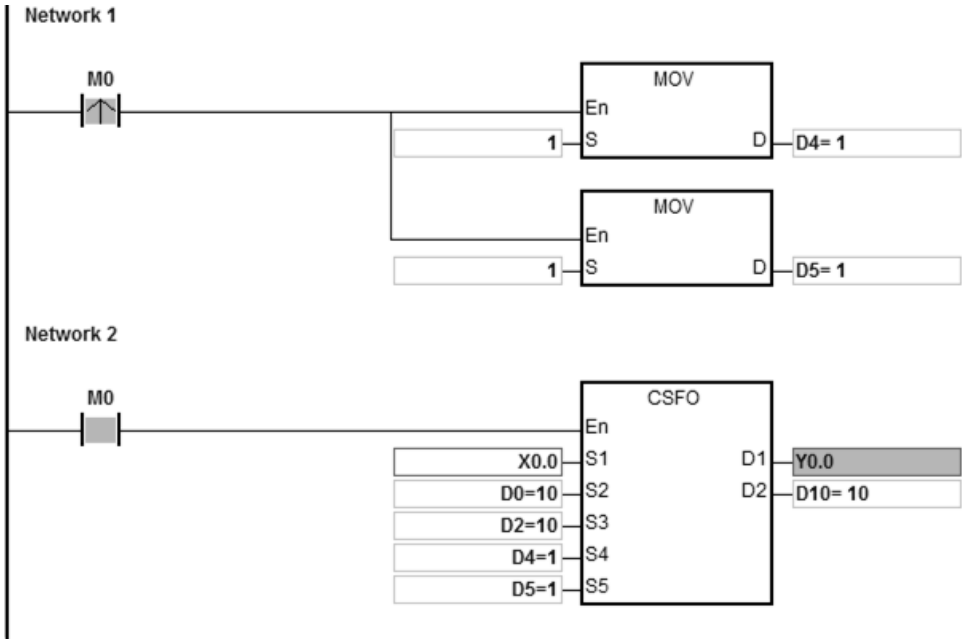 Network 1
M0
MOV
En
1 S D D4= 1
MOV
En
1 S D D5= 1
Network 2
M0
CSFO
En
X0.0 S1 D1 Y0.0
D0=10 S2 D2 D10= 10
D2=10 S3
D4=1 S4
D5=1 S5